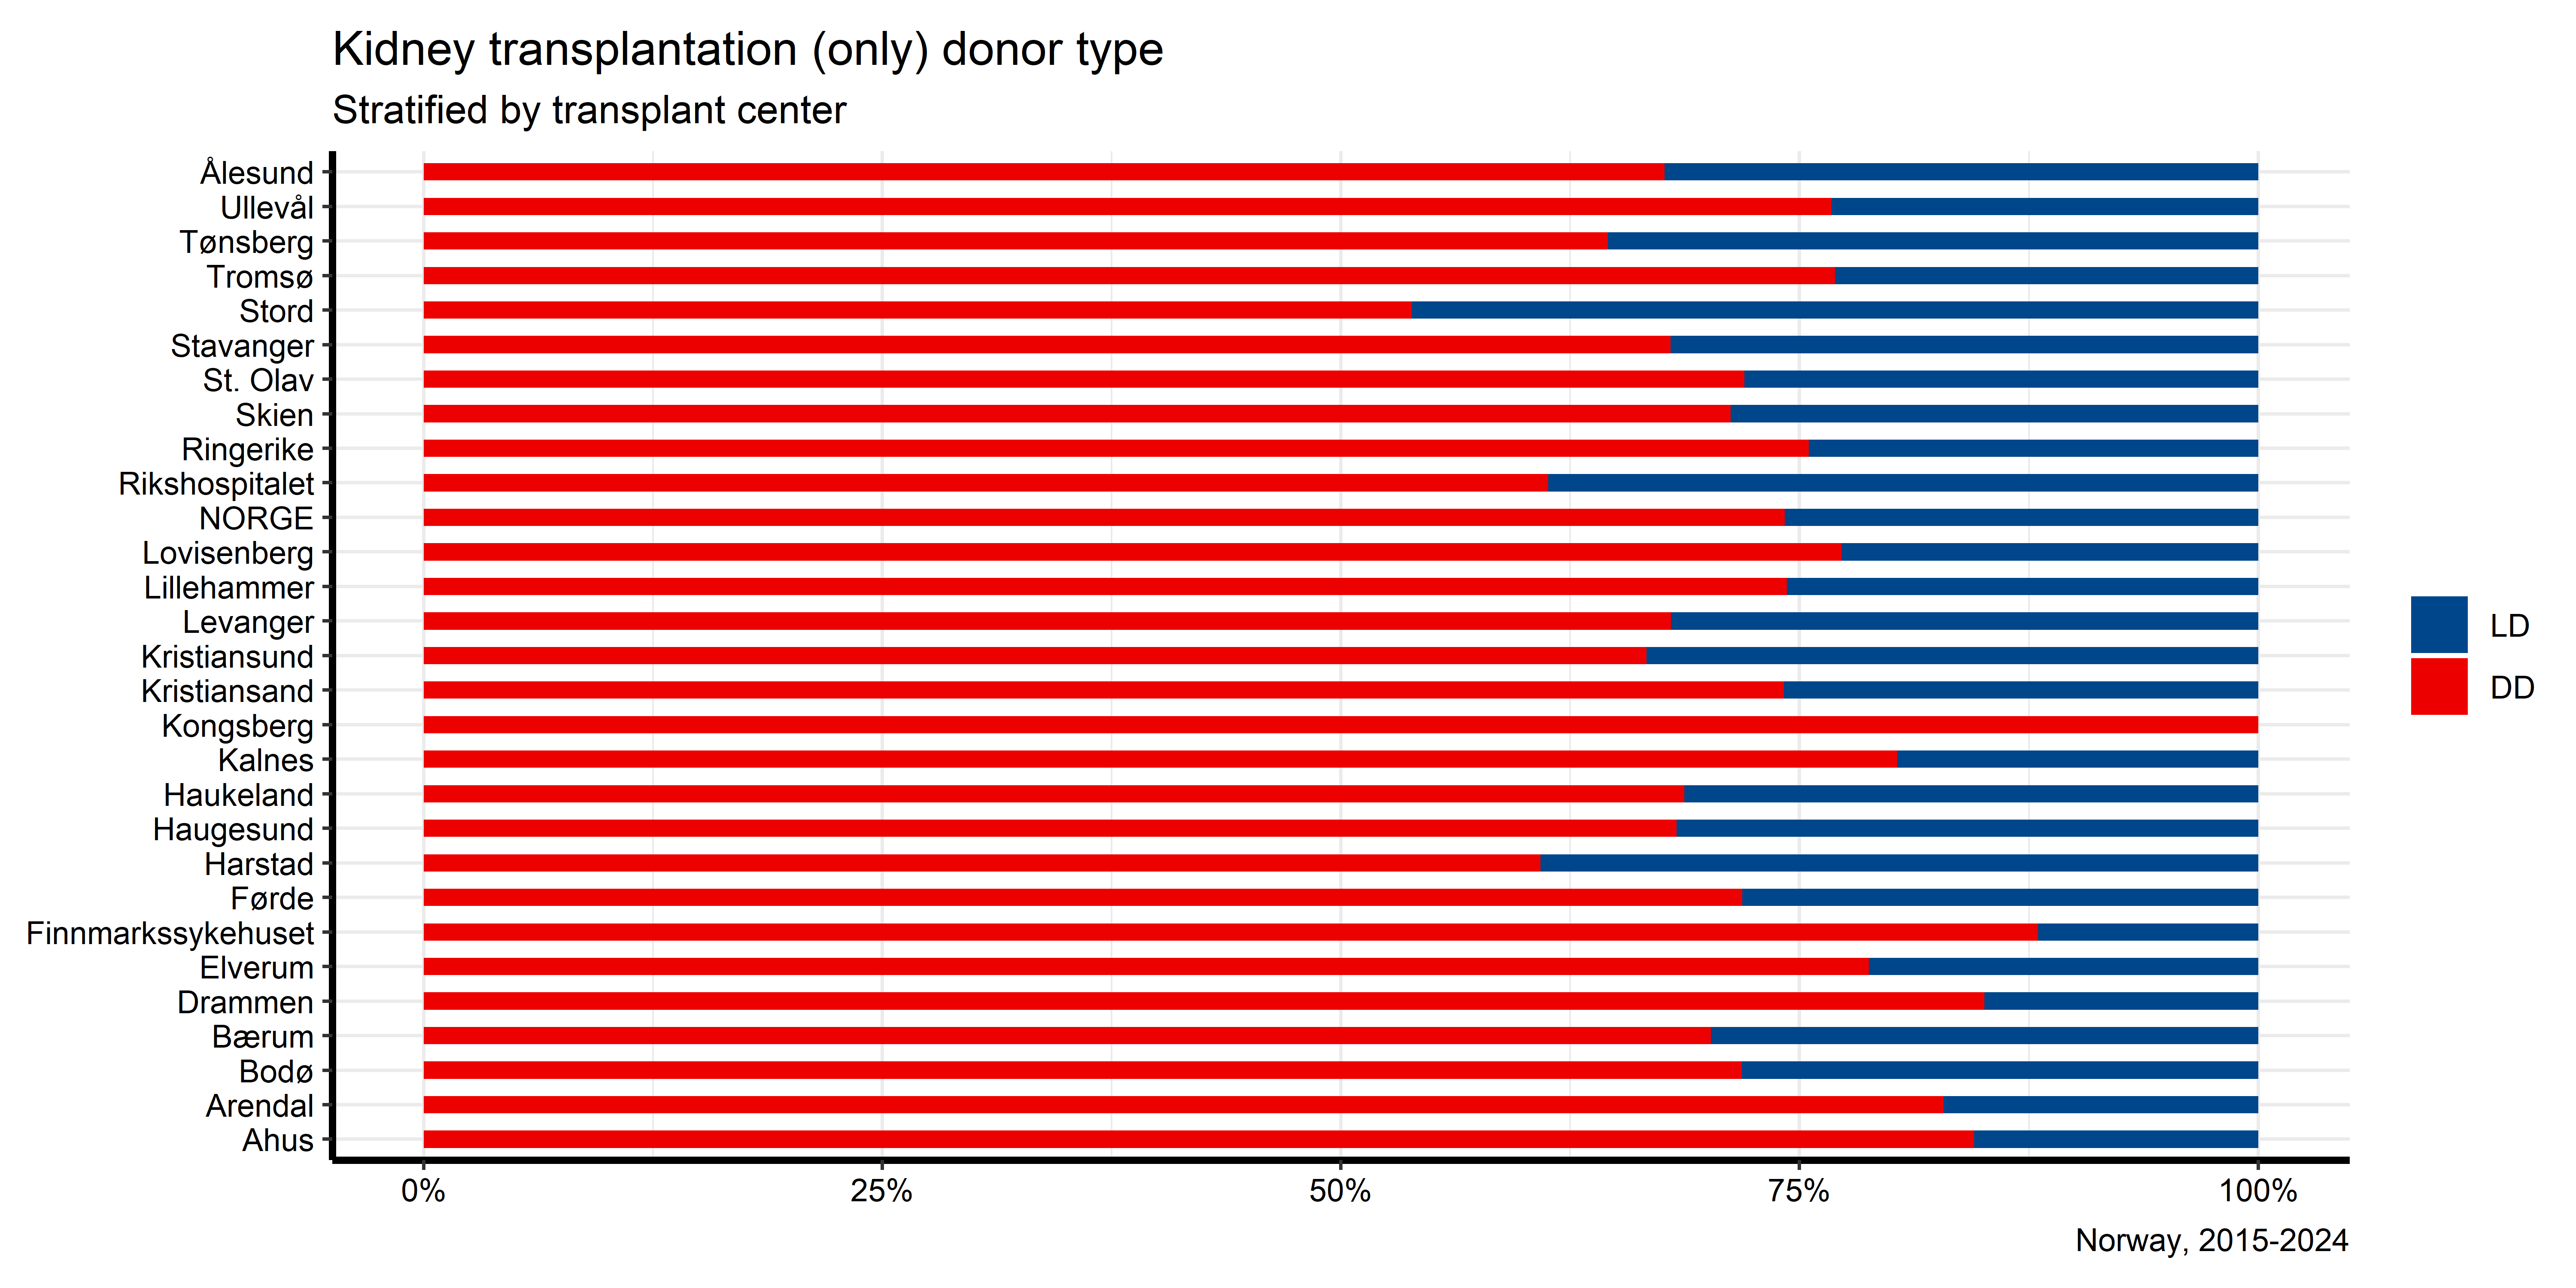 Kidney transplantation (only) donor type
Stratified by transplant center
Ålesund
Ullevål
Tønsberg
Tromsø
Stord
Stavanger
St. Olav
Skien
Ringerike
Rikshospitalet
NORGE
Lovisenberg
Lillehammer
Levanger
Kristiansund
Kristiansand
Kongsberg
Kalnes
Haukeland
Haugesund
Harstad
Førde
Finnmarkssykehuset
Elverum
Drammen
Bærum
Bodø
Arendal
Ahus
0% 25% 50% 75% 100%
Norway, 2015-2024
LD
DD